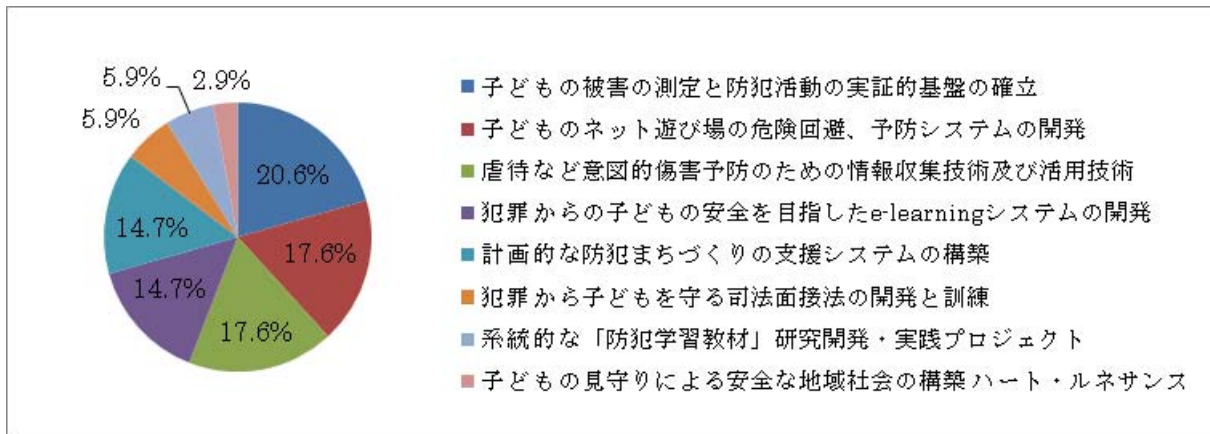 5.9%
2.9%
5.9%
20.6%
14.7%
17.6%
14.7%
17.6%
子どもの被害の測定と防犯活動の実証的基盤の確立
子どものネット遊び場の危険回避、予防システムの開発
虐待など意図的傷害予防のための情報収集技術及び活用技術
犯罪からの子どもの安全を目指したe-learningシステムの開発
計画的な防犯まちづくりの支援システムの構築
犯罪から子どもを守る司法面接法の開発と訓練
系統的な「防犯学習教材」研究開発・実践プロジェクト
子どもの見守りによる安全な地域社会の構築 ハート・ルネサンス